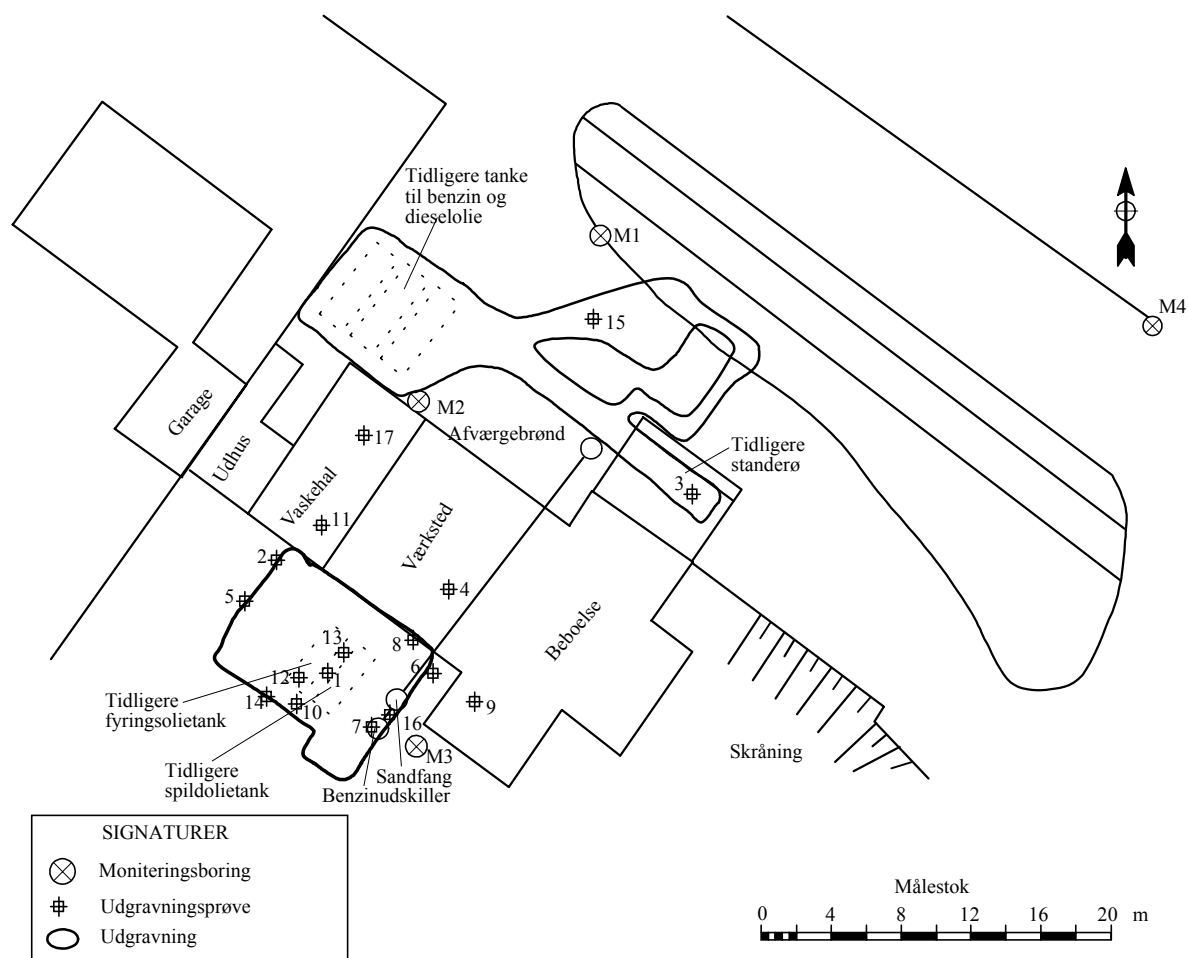 Tidligere tanke
til benzin og
dieselolie
M1
M4
15
M2
Afværgebrønd
Tidligere
standerø
3
Garage
Udhus
17
Vaskehal
11
Værksted
2
5
4
8
Beboelse
13
6
12
1
14
10
9
Tidligere
fyringsolietank
7
16
M3
Skråning
Tidligere
spildolietank
Sandfang
Benzinudskiller
SIGNATURER
Moniteringsboring
Udgravningsprøve
Udgravning
Målestok
0 4 8 12 16 20 m